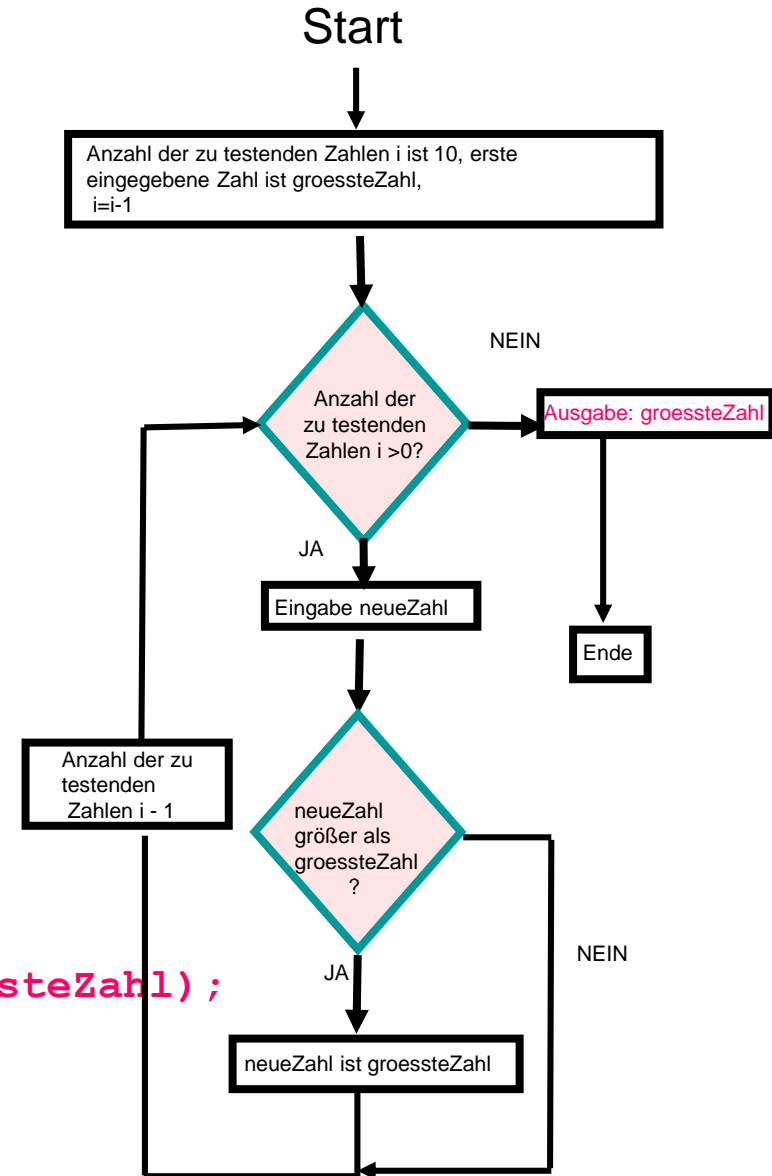 Start
Anzahl der zu testenden Zahlen i ist 10, erste
eingegebene Zahl ist groessteZahl,
i=i-1
NEIN
Anzahl der
zu testenden
Zahlen i >0?
Ausgabe: groessteZahl
JA
Eingabe neueZahl
Ende
Anzahl der zu
testenden
Zahlen i - 1
neueZahl
größer als
groessteZahl
?
NEIN
JA
steZahl);
neueZahl ist groessteZahl